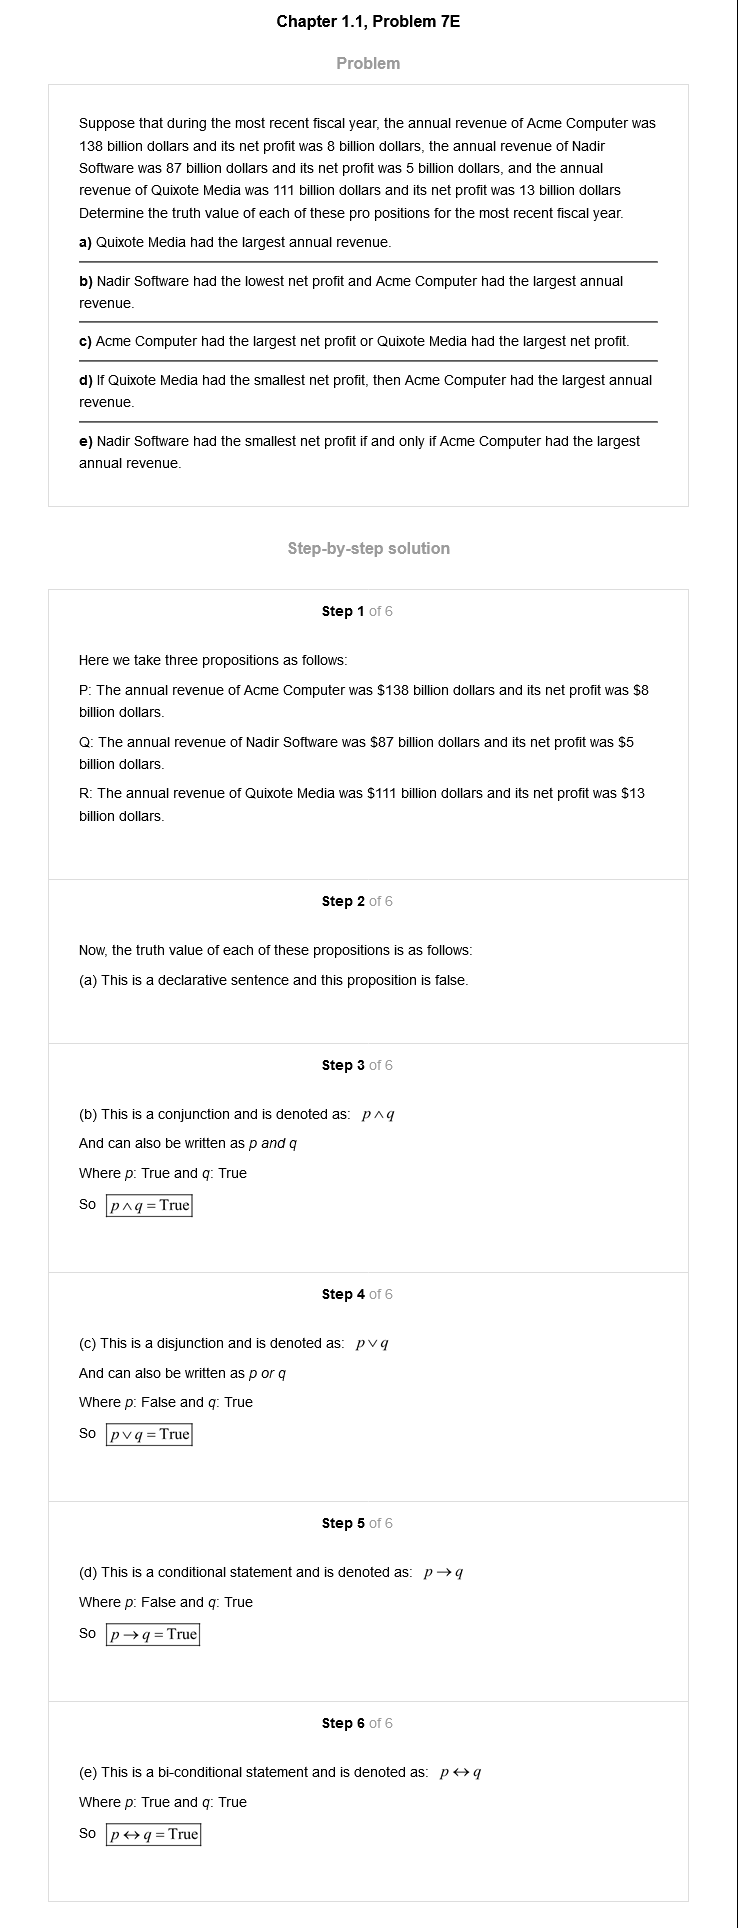 Chapter 1.1, Problem 7E
Problem
Suppose that during the most recent fiscal year, the annual revenue of Acme Computer was
138 billion dollars and its net profit was 8 billion dollars, the annual revenue of Nadir
Software was 87 billion dollars and its net profit was 5 billion dollars, and the annual
revenue of Quixote Media was 111 billion dollars and its net profit was 13 billion dollars
Determine the truth value of each of these pro positions for the most recent fiscal year.
a) Quixote Media had the largest annual revenue.
b) Nadir Software had the lowest net profit and Acme Computer had the largest annual
revenue.
c) Acme Computer had the largest net profit or Quixote Media had the largest net profit.
d) If Quixote Media had the smallest net profit, then Acme Computer had the largest annual
revenue.
e) Nadir Software had the smallest net profit if and only if Acme Computer had the largest
annual revenue.
Step-by-step solution
Step 1 of 6
Here we take three propositions as follows:
P: The annual revenue of Acme Computer was $138 billion dollars and its net profit was $8
billion dollars.
Q: The annual revenue of Nadir Software was $87 billion dollars and its net profit was $5
billion dollars.
R: The annual revenue of Quixote Media was $111 billion dollars and its net profit was $13
billion dollars.
Step 2 of 6
Now, the truth value of each of these propositions is as follows:
(a) This is a declarative sentence and this proposition is false.
Step 3 of 6
(b) This is a conjunction and is denoted as: p ∧ q
And can also be written as p and q
Where p: True and q: True
So p ∧ q = True
Step 4 of 6
(c) This is a disjunction and is denoted as: p ∨ q
And can also be written as p or q
Where p: False and q: True
So p ∨ q = True
Step 5 of 6
(d) This is a conditional statement and is denoted as: p → q
Where p: False and q: True
So p → q = True
Step 6 of 6
(e) This is a bi-conditional statement and is denoted as: p ↔ q
Where p: True and q: True
So p ↔ q = True